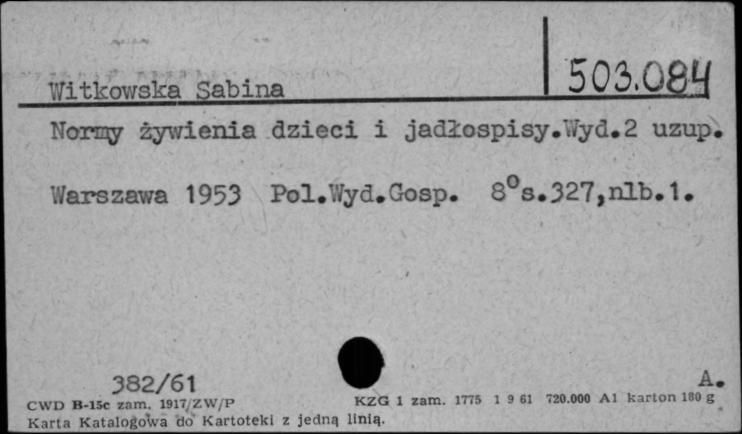 Witkowska Sabina
503.084
Normy żywienia dzieci i jadłospisy.Wyd.2 uzup.
Warszawa 1953 Pol.Wyd.Gosp. 8°s.327,nlb.1.
382/61
A.
CWD B-15c zam. 1917/ZW/P KZG 1 zam. 1775 1 9 61 720.000 A1 karton 180 g
Karta Katalogowa do Kartoteki z jedną linią.